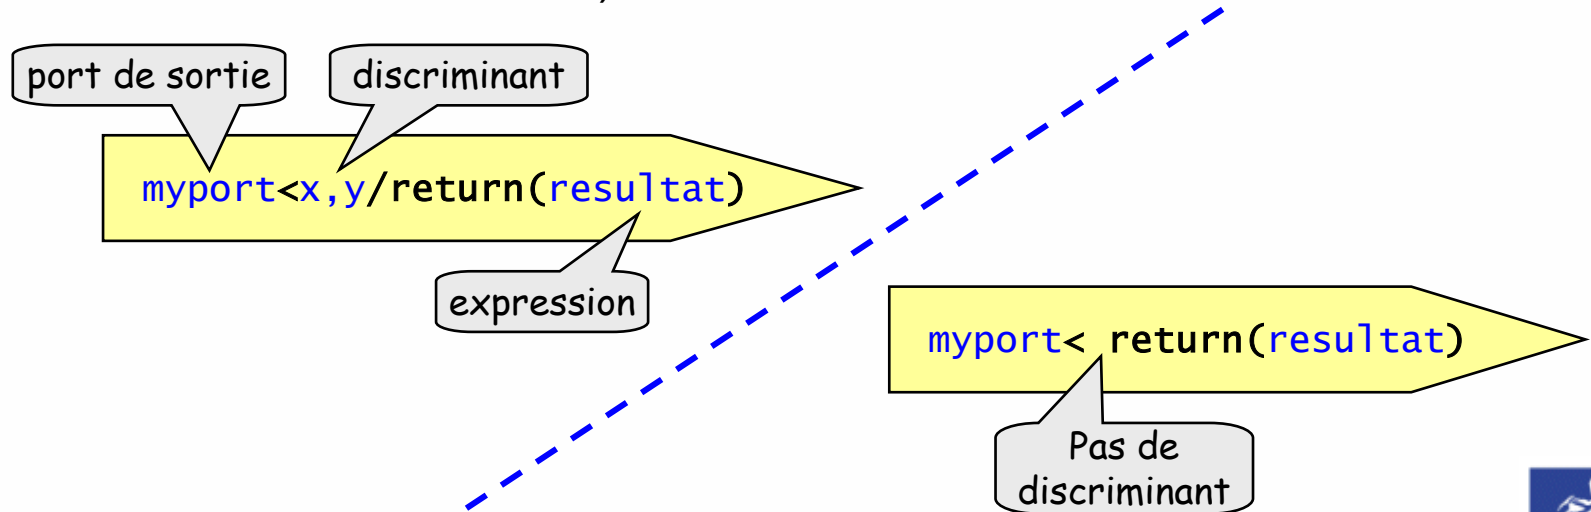 port de sortie
discriminant
myport<x,y/return(resultat)
expression
myport< return(resultat)
Pas de
discriminant